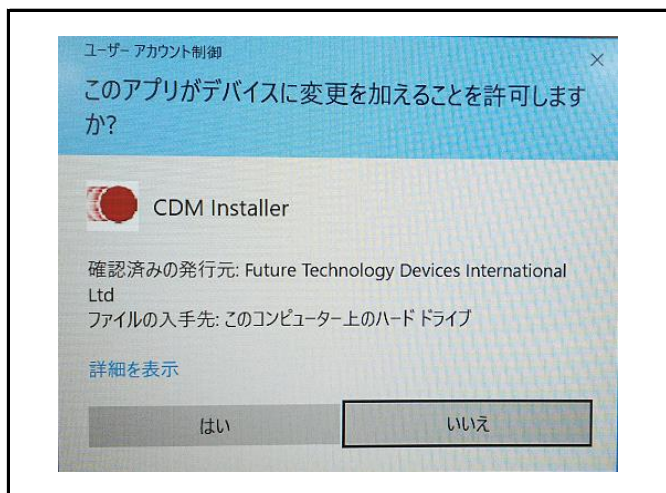 ユーザー アカウント制御
このアプリがデバイスに変更を加えることを許可します
か?
CDM Installer
確認済みの発行元: Future Technology Devices International
Ltd
ファイルの入手先: このコンピューター上のハード ドライブ
詳細を表示
はい
いいえ